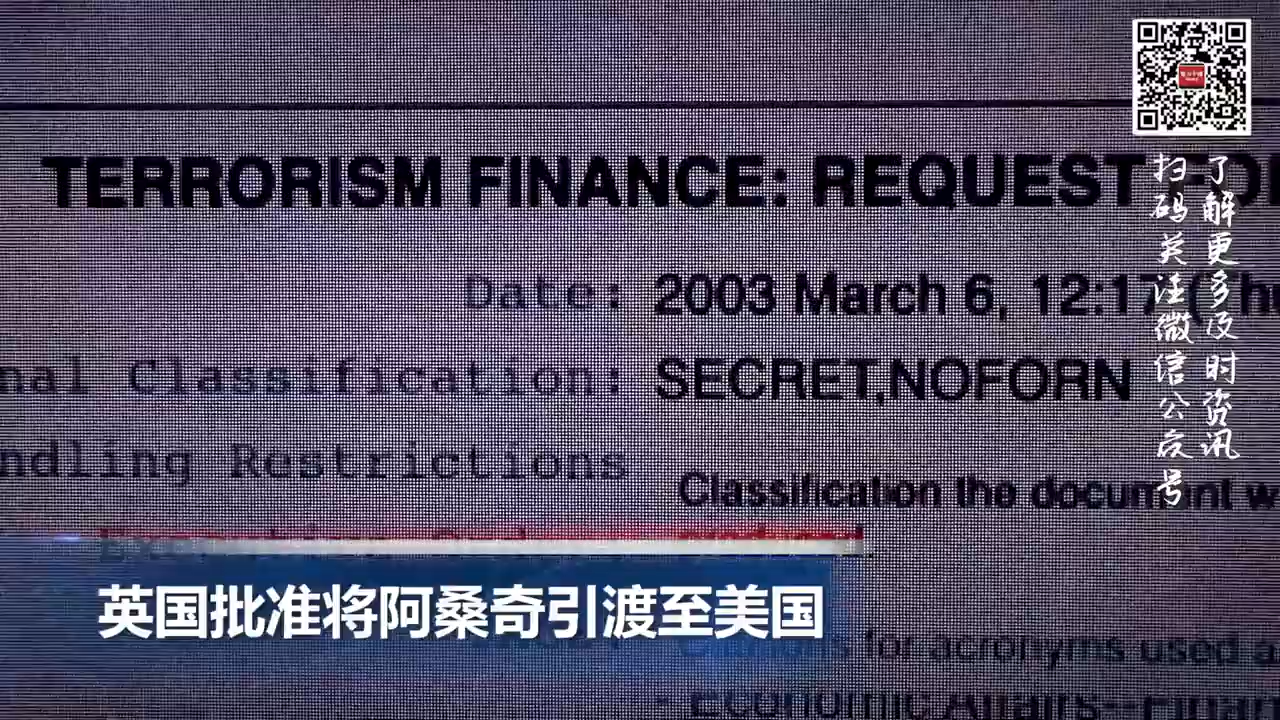 TERRORISM FINANCE: REQUEST
Date: 2003 March 6, 12:17
nal Classification: SECRET,NOFORN
ndling Restrictions
Classification the document w
for acronyms used a
Economic Affairs--Finan
英国批准将阿桑奇引渡至美国
了解更多及时资讯
扫码关注微信公众号